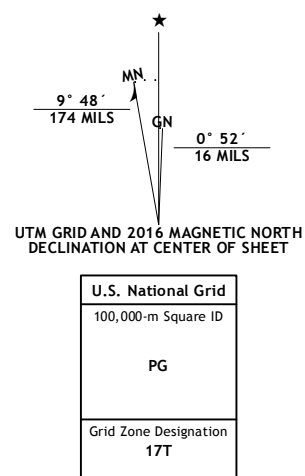 ★
MN
9° 48´
174 MILS
GN
0° 52´
16 MILS
UTM GRID AND 2016 MAGNETIC NORTH
DECLINATION AT CENTER OF SHEET
U.S. National Grid
100,000-m Square ID
PG
Grid Zone Designation
17T